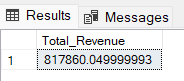 Results Messages
Total_Revenue
1 817860.049999993